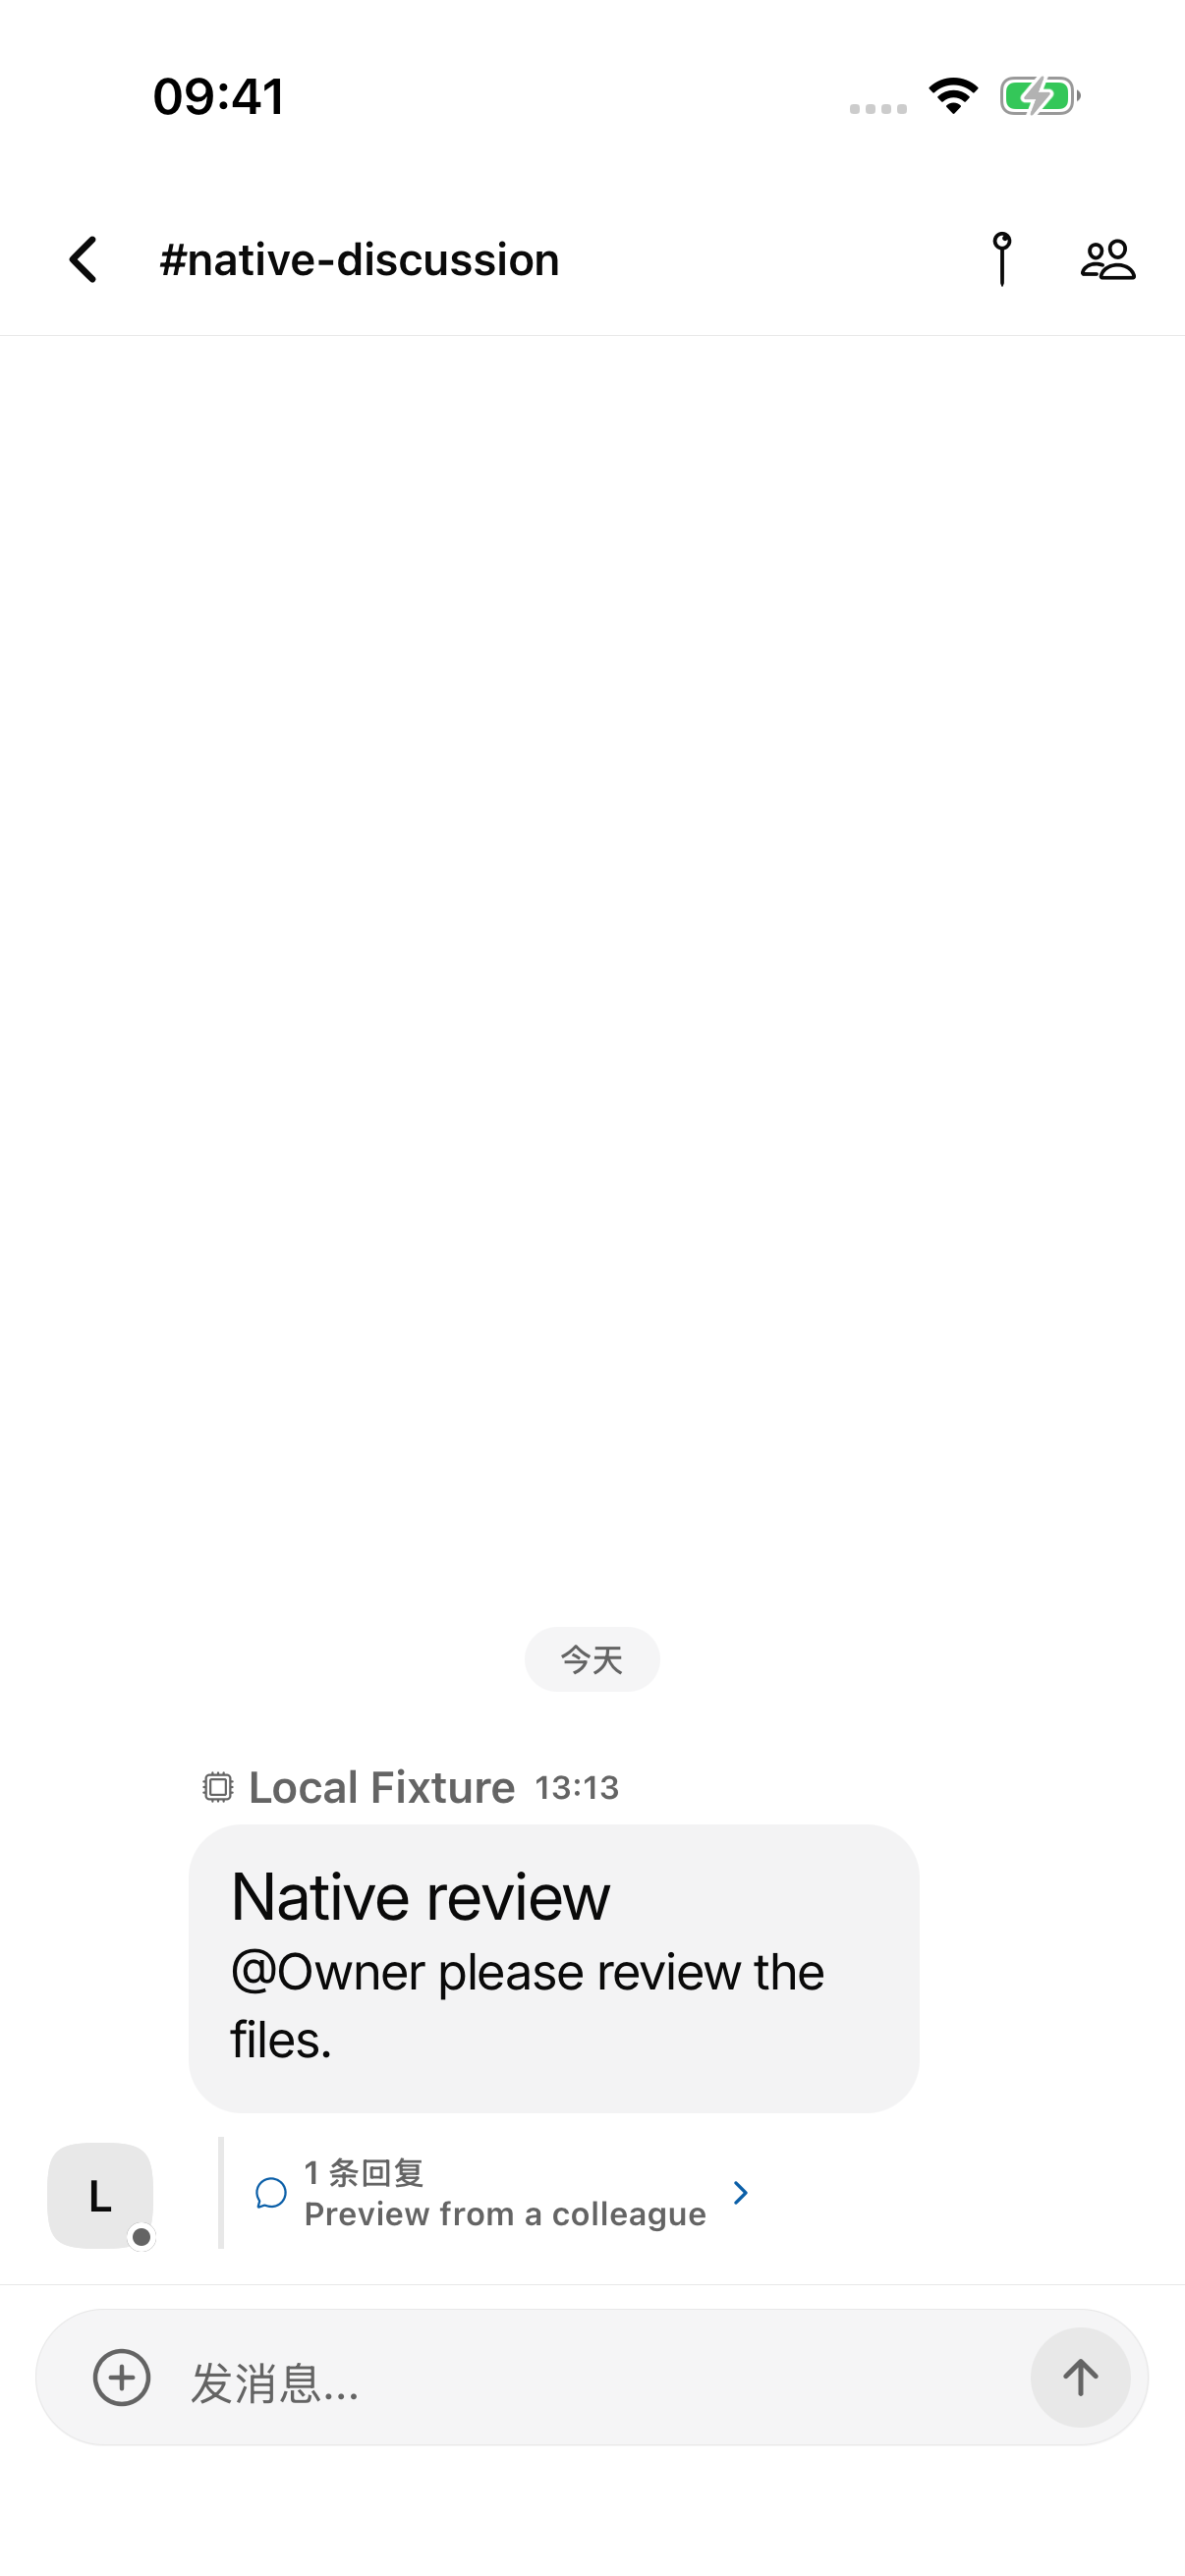 09:41
#native-discussion
今天
Local Fixture 13:13
Native review
@Owner please review the
files.
1 条回复
Preview from a colleague
L
发消息...